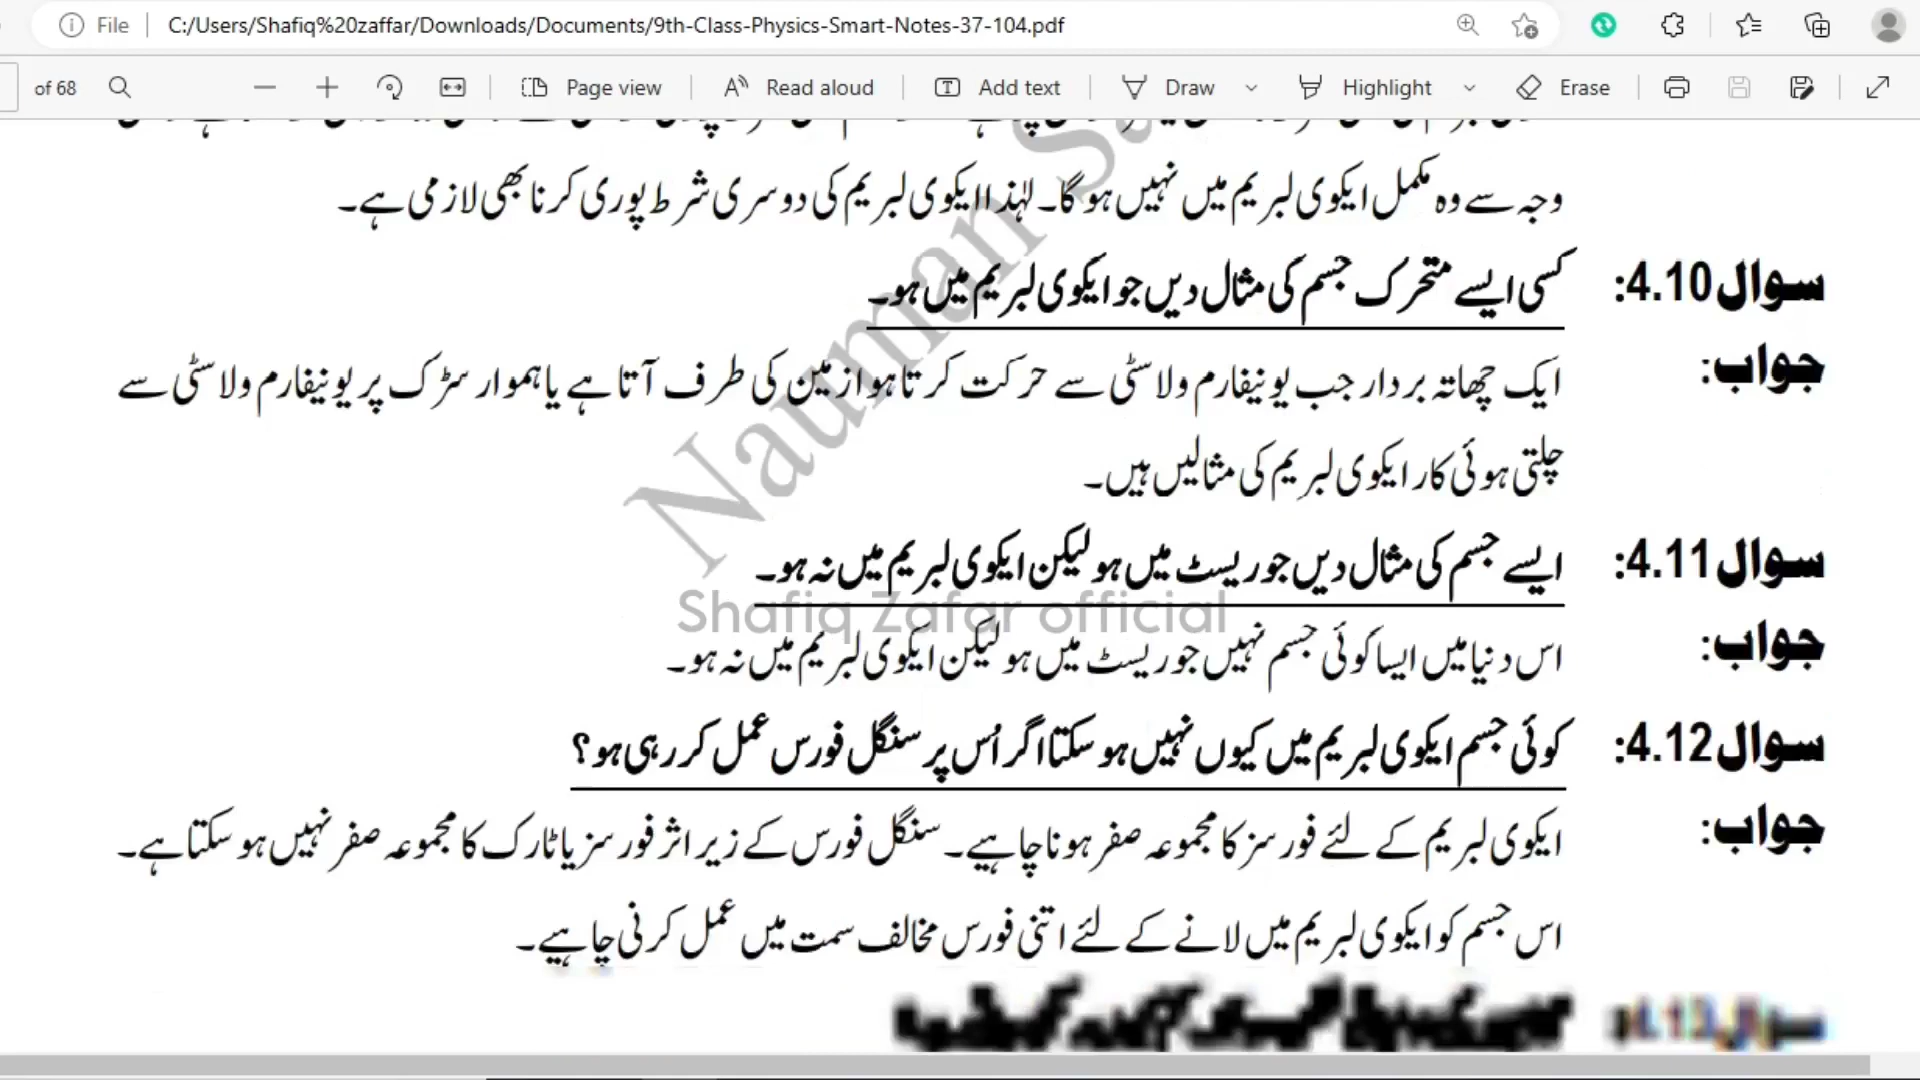 File C:/Users/Shafiq%20zaffar/Downloads/Documents/9th-Class-Physics-Smart-Notes-37-104.pdf
of 68 Page view Read aloud Add text Draw Highlight Erase
وجہ سے وہ مکمل ایکوی لبریم میں نہیں ہو گا۔ لہٰذا ایکوی لبریم کی دوسری شرط پوری کرنا بھی لازمی ہے۔
سوال 4.10: کسی ایسے متحرک جسم کی مثال دیں جو ایکوی لبریم میں ہو۔
جواب: ایک چھاتہ بردار جب یونیفارم ولاسٹی سے حرکت کرتا ہوا زمین کی طرف آتا ہے یا ہموار سڑک پر یونیفارم ولاسٹی سے
چلتی ہوئی کار ایکوی لبریم کی مثالیں ہیں۔
سوال 4.11: ایسے جسم کی مثال دیں جو ریسٹ میں ہو لیکن ایکوی لبریم میں نہ ہو۔
Shafiq Zafar official
جواب: اس دنیا میں ایسا کوئی جسم نہیں جو ریسٹ میں ہو لیکن ایکوی لبریم میں نہ ہو۔
سوال 4.12: کوئی جسم ایکوی لبریم میں کیوں نہیں ہو سکتا اگر اُس پر سنگل فورس عمل کر رہی ہو؟
جواب: ایکوی لبریم کے لئے فورسز کا مجموعہ صفر ہونا چاہیے۔ سنگل فورس کے زیر اثر فورسز یا ٹارک کا مجموعہ صفر نہیں ہو سکتا ہے۔
اس جسم کو ایکوی لبریم میں لانے کے لئے اتنی فورس مخالف سمت میں عمل کرنی چاہیے۔
سوال 4.13:
Nauman